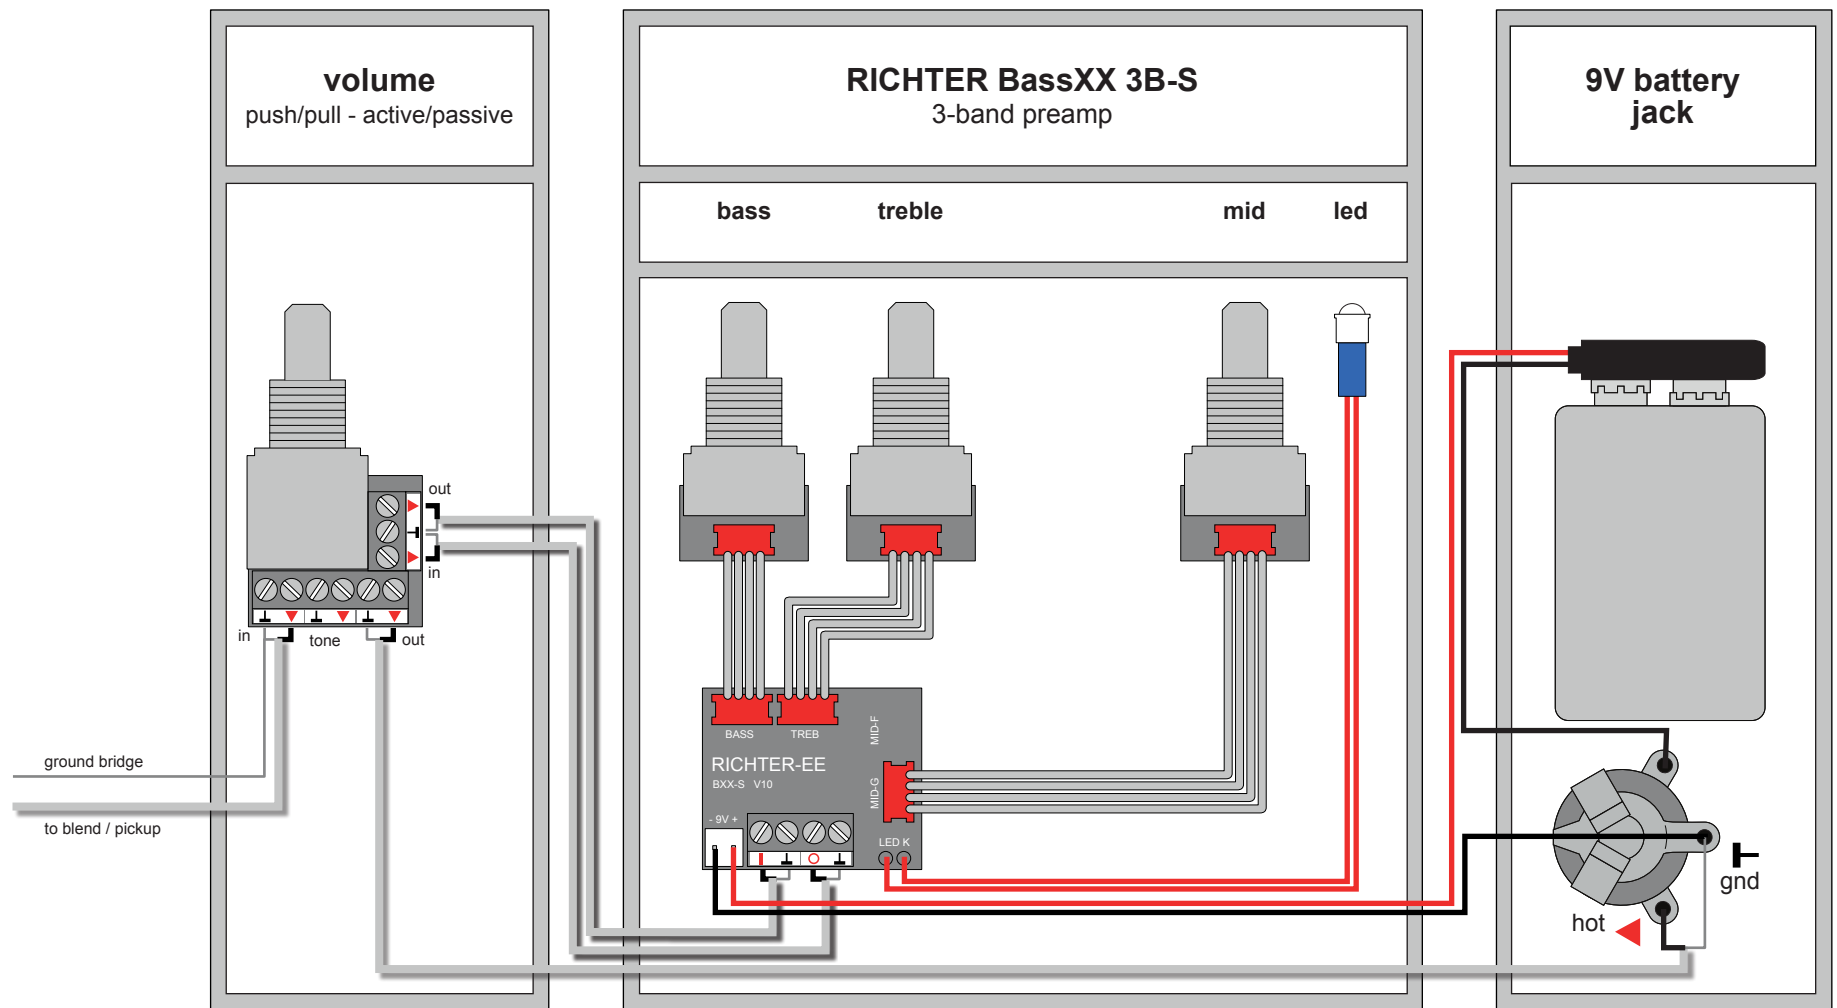 volume
push/pull - active/passive
RICHTER BassXX 3B-S
3-band preamp
9V battery
jack
bass
treble
mid
led
out
in
in
tone
out
ground bridge
to blend / pickup
BASS
TREB
MID-F
RICHTER-EE
BXX-S V10
MID-G
- 9V +
LED K
gnd
hot